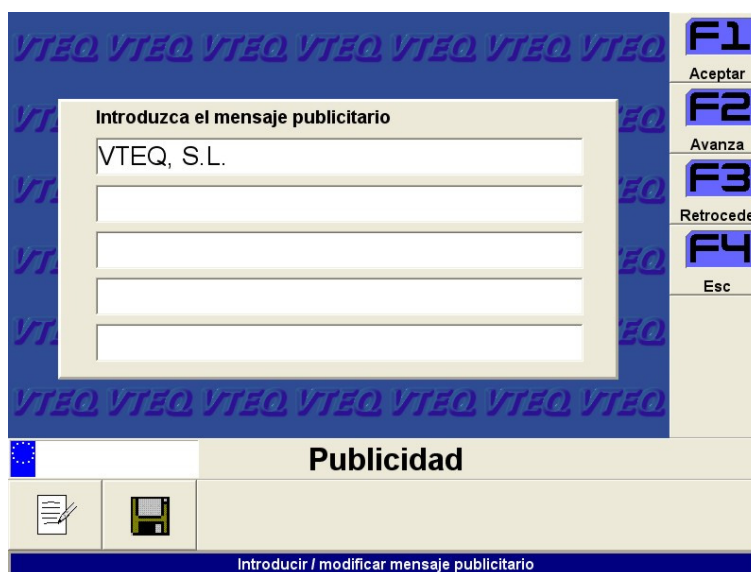 VTEQ VTEQ VTEQ VTEQ VTEQ VTEQ VTEQ
F1
Aceptar
F2
Avanza
F3
Retrocede
F4
Esc
Introduzca el mensaje publicitario
VTEQ, S.L.
VTEQ VTEQ VTEQ VTEQ VTEQ VTEQ VTEQ
Publicidad
Introducir / modificar mensaje publicitario